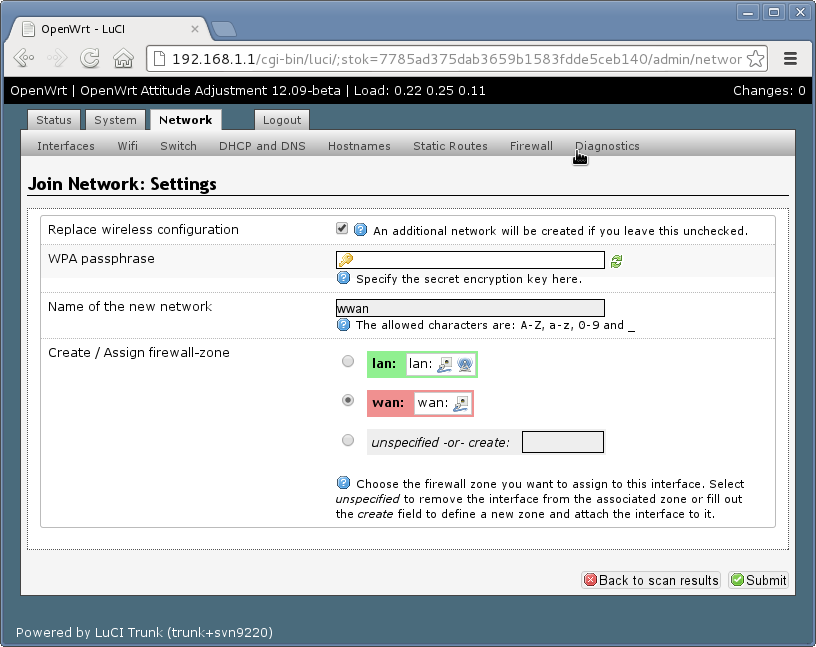 OpenWrt - LuCI
192.168.1.1/cgi-bin/luci/;stok=7785ad375dab3659b1583fdde5ceb140/admin/networ
OpenWrt | OpenWrt Attitude Adjustment 12.09-beta | Load: 0.22 0.25 0.11 Changes: 0
Status System Network Logout
Interfaces Wifi Switch DHCP and DNS Hostnames Static Routes Firewall Diagnostics
Join Network: Settings
Replace wireless configuration An additional network will be created if you leave this unchecked.
WPA passphrase
Specify the secret encryption key here.
Name of the new network wwan
The allowed characters are: A-Z, a-z, 0-9 and _
Create / Assign firewall-zone lan: lan:
wan: wan:
unspecified -or- create:
Choose the firewall zone you want to assign to this interface. Select
unspecified to remove the interface from the associated zone or fill out
the create field to define a new zone and attach the interface to it.
Back to scan results Submit
Powered by LuCI Trunk (trunk+svn9220)